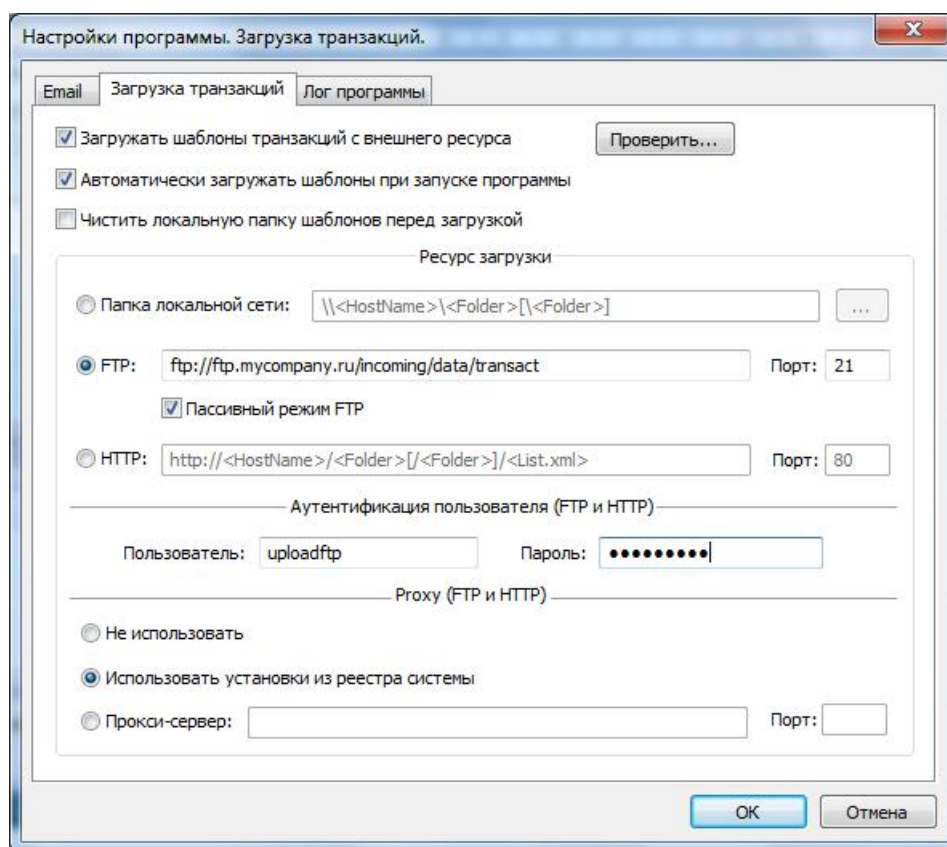 Настройки программы. Загрузка транзакций.
Email Загрузка транзакций Лог программы
Загружать шаблоны транзакций с внешнего ресурса Проверить...
Автоматически загружать шаблоны при запуске программы
Чистить локальную папку шаблонов перед загрузкой
Ресурс загрузки
Папка локальной сети: \\<HostName>\<Folder>[\<Folder>] ...
FTP: ftp://ftp.mycompany.ru/incoming/data/transact Порт: 21
Пассивный режим FTP
HTTP: http://<HostName>/<Folder>[/<Folder>]/<List.xml> Порт: 80
Аутентификация пользователя (FTP и HTTP)
Пользователь: uploadftp Пароль: ●●●●●●●●●
Proxy (FTP и HTTP)
Не использовать
Использовать установки из реестра системы
Прокси-сервер: Порт:
OK Отмена